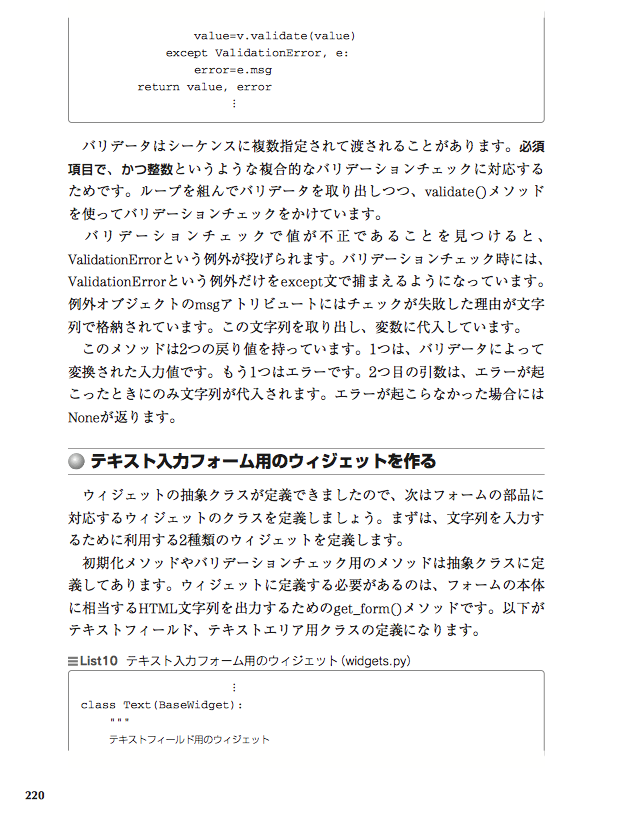 value=v.validate(value)
except ValidationError, e:
error=e.msg
return value, error
⋮
バリデータはシーケンスに複数指定されて渡されることがあります。必須
項目で、かつ整数というような複合的なバリデーションチェックに対応する
ためです。ループを組んでバリデータを取り出しつつ、validate()メソッド
を使ってバリデーションチェックをかけています。
バリデーションチェックで値が不正であることを見つけると、
ValidationErrorという例外が投げられます。バリデーションチェック時には、
ValidationErrorという例外だけをexcept文で捕まえるようになっています。
例外オブジェクトのmsgアトリビュートにはチェックが失敗した理由が文字
列で格納されています。この文字列を取り出し、変数に代入しています。
このメソッドは2つの戻り値を持っています。1つは、バリデータによって
変換された入力値です。もう1つはエラーです。2つ目の引数は、エラーが起
こったときにのみ文字列が代入されます。エラーが起こらなかった場合には
Noneが返ります。
テキスト入力フォーム用のウィジェットを作る
ウィジェットの抽象クラスが定義できましたので、次はフォームの部品に
対応するウィジェットのクラスを定義しましょう。まずは、文字列を入力す
るために利用する2種類のウィジェットを定義します。
初期化メソッドやバリデーションチェック用のメソッドは抽象クラスに定
義してあります。ウィジェットに定義する必要があるのは、フォームの本体
に相当するHTML文字列を出力するためのget_form()メソッドです。以下が
テキストフィールド、テキストエリア用クラスの定義になります。
List10 テキスト入力フォーム用のウィジェット(widgets.py)
⋮
class Text(BaseWidget):
"""
テキストフィールド用のウィジェット
220